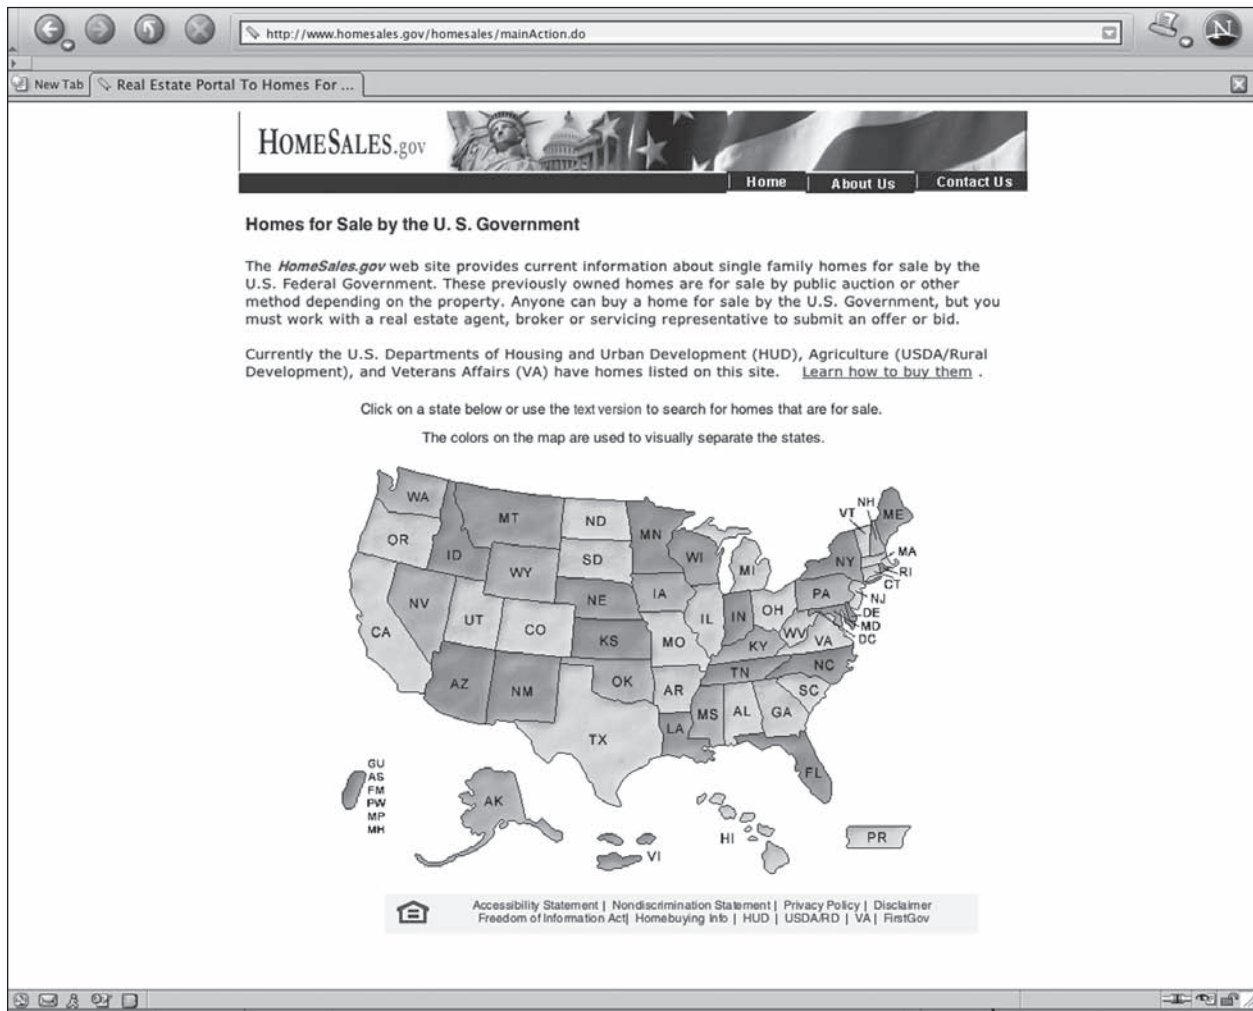 http://www.homesales.gov/homesales/mainAction.do
N
New Tab
Real Estate Portal To Homes For ...
HOMESALES.gov
| Home | About Us | Contact Us
Homes for Sale by the U. S. Government
The HomeSales.gov web site provides current information about single family homes for sale by the
U.S. Federal Government. These previously owned homes are for sale by public auction or other
method depending on the property. Anyone can buy a home for sale by the U.S. Government, but you
must work with a real estate agent, broker or servicing representative to submit an offer or bid.
Currently the U.S. Departments of Housing and Urban Development (HUD), Agriculture (USDA/Rural
Development), and Veterans Affairs (VA) have homes listed on this site. Learn how to buy them .
Click on a state below or use the text version to search for homes that are for sale.
The colors on the map are used to visually separate the states.
WA
MT
ND
MN
VT
NH
ME
OR
ID
SD
WI
MI
NY
MA
RI
CT
WY
NV
NE
IA
PA
NJ
DE
MD
DC
CA
UT
CO
KS
MO
IL
IN
OH
WV
VA
KY
AZ
NM
OK
AR
TN
NC
SC
TX
LA
MS
AL
GA
FL
GU
AS
FM
PW
MP
MH
AK
VI
HI
PR
Accessibility Statement | Nondiscrimination Statement | Privacy Policy | Disclaimer
Freedom of Information Act| Homebuying Info | HUD | USDA/RD | VA | FirstGov